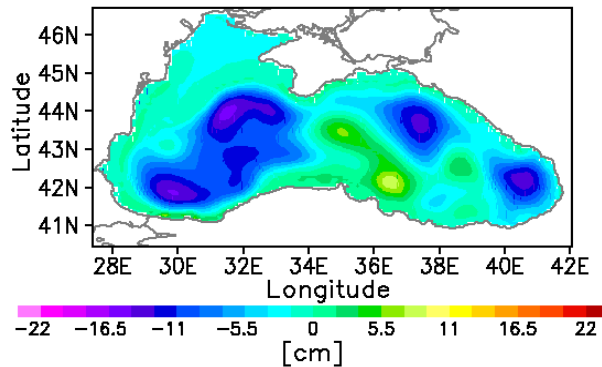 46N
45N
44N
43N
42N
41N
Latitude
28E 30E 32E 34E 36E 38E 40E 42E
Longitude
−22 −16.5 −11 −5.5 0 5.5 11 16.5 22
[cm]